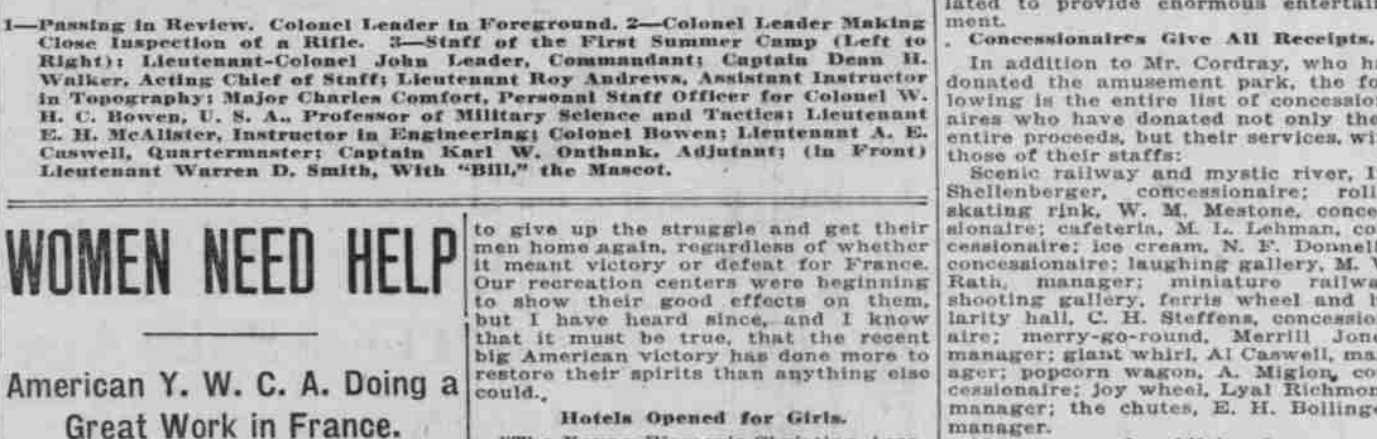 1—Passing in Review. Colonel Leader in Foreground. 2—Colonel Leader Making
Close Inspection of a Rifle. 3—Staff of the First Summer Camp (Left to
Right): Lieutenant-Colonel John Leader, Commandant; Captain Dean H.
Walker, Acting Chief of Staff; Lieutenant Roy Andrews, Assistant Instructor
in Topography; Major Charles Comfort, Personal Staff Officer for Colonel W.
H. C. Bowen, U. S. A., Professor of Military Science and Tactics; Lieutenant
E. H. McAlister, Instructor in Engineering; Colonel Bowen; Lieutenant A. E.
Caswell, Quartermaster; Captain Karl W. Onthank, Adjutant; (in Front)
Lieutenant Warren D. Smith, With "Bill," the Mascot.
WOMEN NEED HELP
American Y. W. C. A. Doing a
Great Work in France.
to give up the struggle and get their
men home again, regardless of whether
it meant victory or defeat for France.
Our recreation centers were beginning
to show their good effects on them,
but I have heard since, and I know
that it must be true, that the recent
big American victory has done more to
restore their spirits than anything else
could.,
Hotels Opened for Girls.
lated to provide enormous entertain
ment.
Concessionaires Give All Receipts.
In addition to Mr. Cordray, who ha
donated the amusement park, the fo
lowing is the entire list of concession
aires who have donated not only the
entire proceeds, but their services, wi
those of their staffs:
Scenic railway and mystic river,
Shellenberger, concessionaire; roll
skating rink, W. M. Mestone, conce
sionaire; cafeteria, M. L. Lehman, co
cessionaire; ice cream, N. F. Donnell
concessionaire; laughing gallery, M.
Rath, manager; miniature railwa
shooting gallery, ferris wheel and
larity hall, C. H. Steffens, concessio
aire; merry-go-round, Merrill Jone
manager; giant whirl, Al Caswell, ma
ager; popcorn wagon, A. Miglon, co
cessionaire; joy wheel, Lyal Richmon
manager; the chutes, E. H. Bolling
manager.